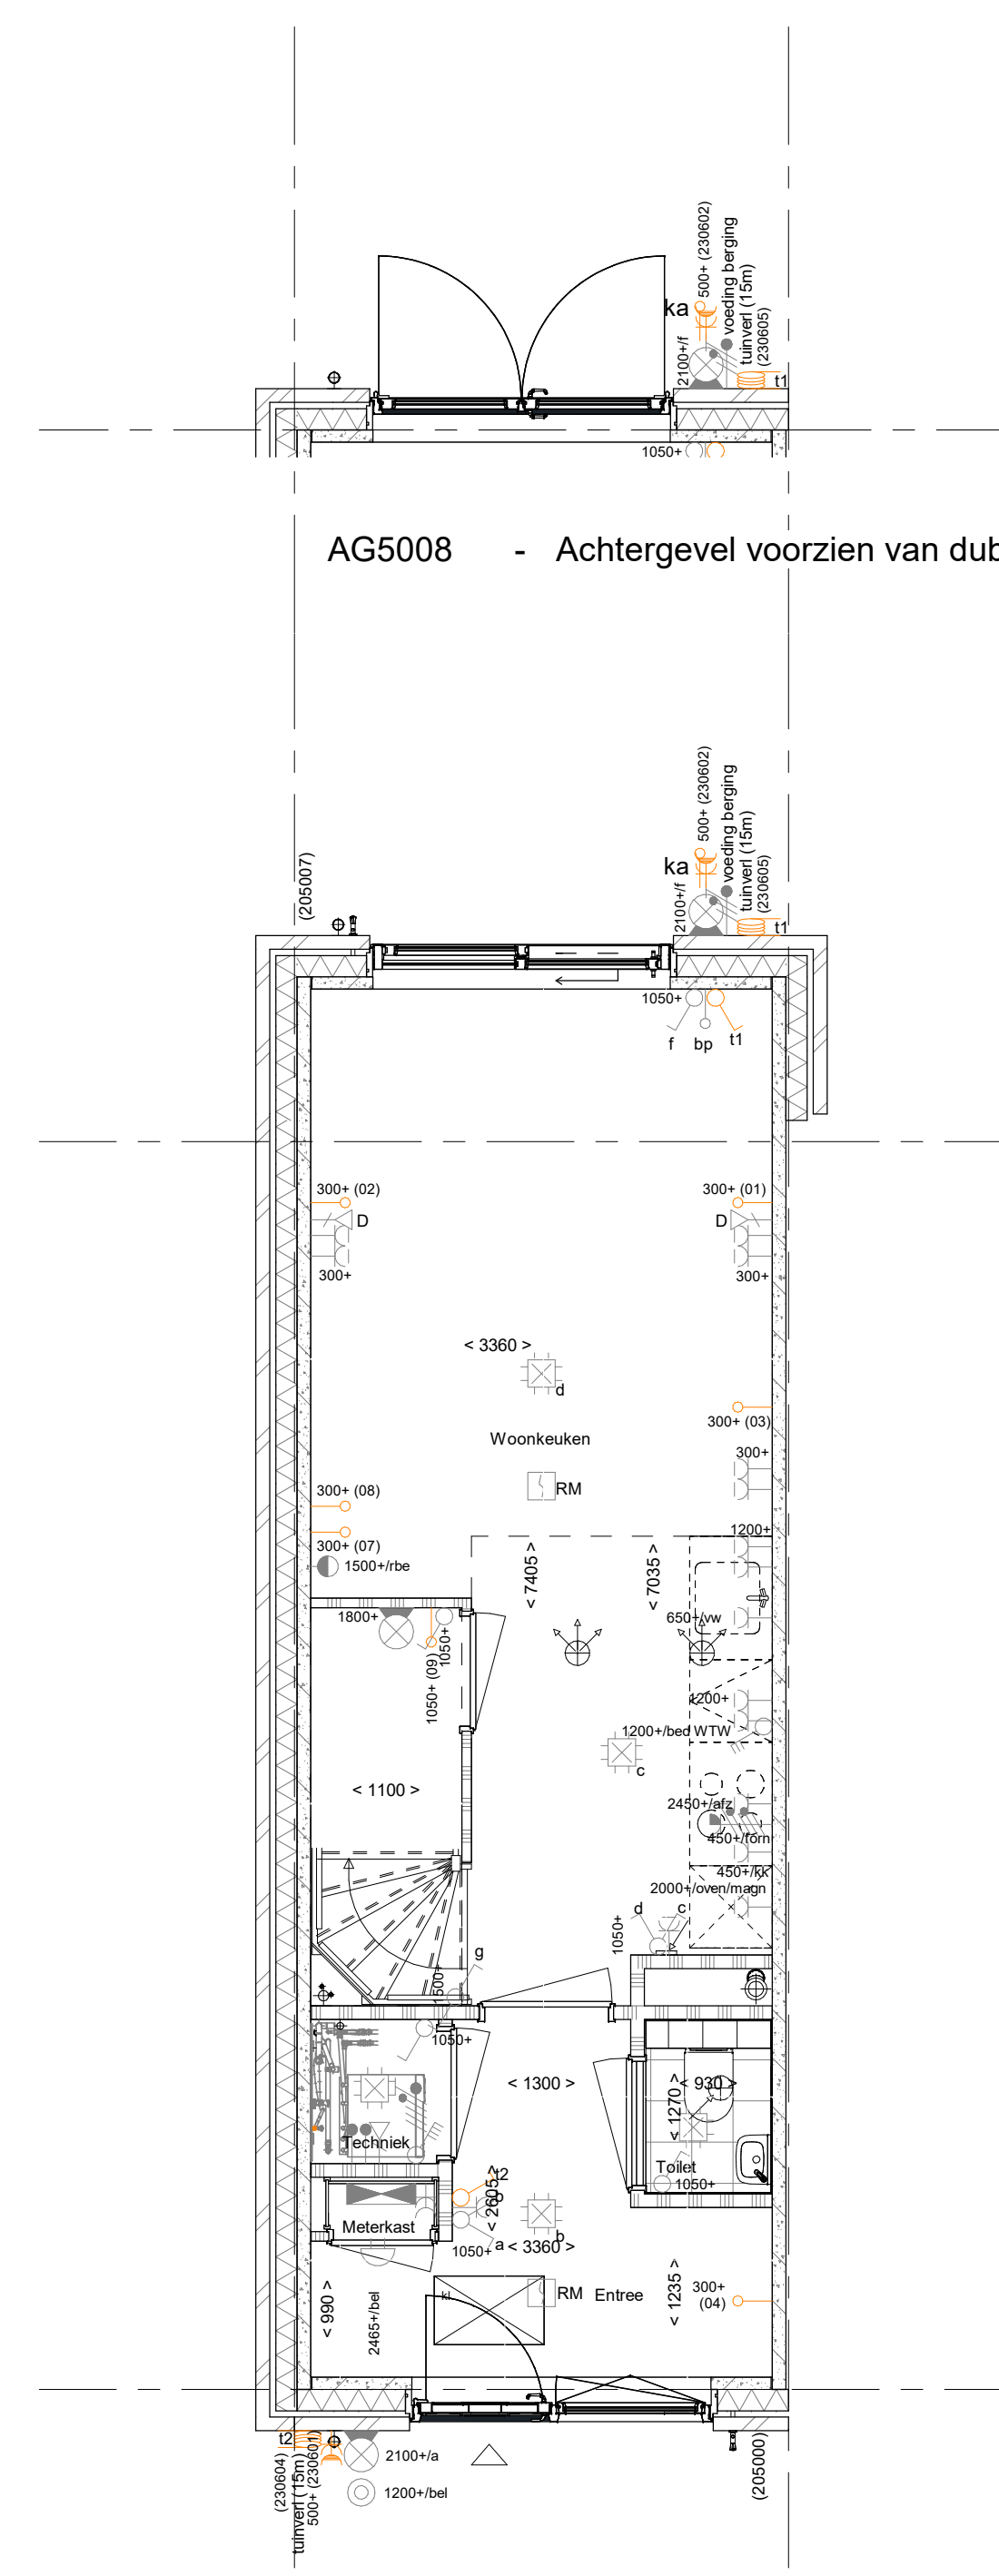 500+ (230602)
voeding berging
tuinverl (15m)
(230605)
ka
2100+/f
t1
1050+
AG5008 - Achtergevel voorzien van dub
500+ (230602)
voeding berging
tuinverl (15m)
(230605)
(205007)
ka
2100+/f
t1
1050+
f bp t1
300+ (02)
300+ (01)
D
D
300+
300+
< 3360 >
d
300+ (03)
Woonkeuken
300+
RM
300+ (08)
300+ (07)
1200+
1500+/rbe
< 7405 >
< 7035 >
1800+
650+/vw
1050+
1050+ (09)
1200+
1200+/bed WTW
c
< 1100 >
2450+/afz
450+/forn
450+/kk
2000+/oven/magn
d c
1050+
g
1500+
1050+
< 1300 >
< 930 >
< 1270 >
Techniek
Toilet
1050+
t2
< 2605 >
b
Meterkast
a
1050+
< 3360 >
b
kl
RM
Entree
< 1235 >
300+
(04)
< 990 >
2465+/bel
t2
2100+/a
1200+/bel
(230604)
tuinverl (15m)
500+ (230601)
(205000)